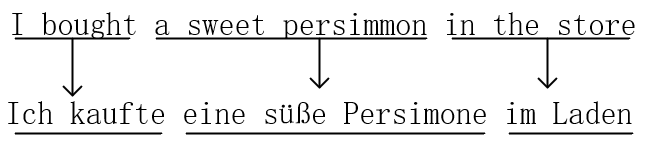 I bought a sweet persimmon in the store
Ich kaufte eine süße Persimone im Laden